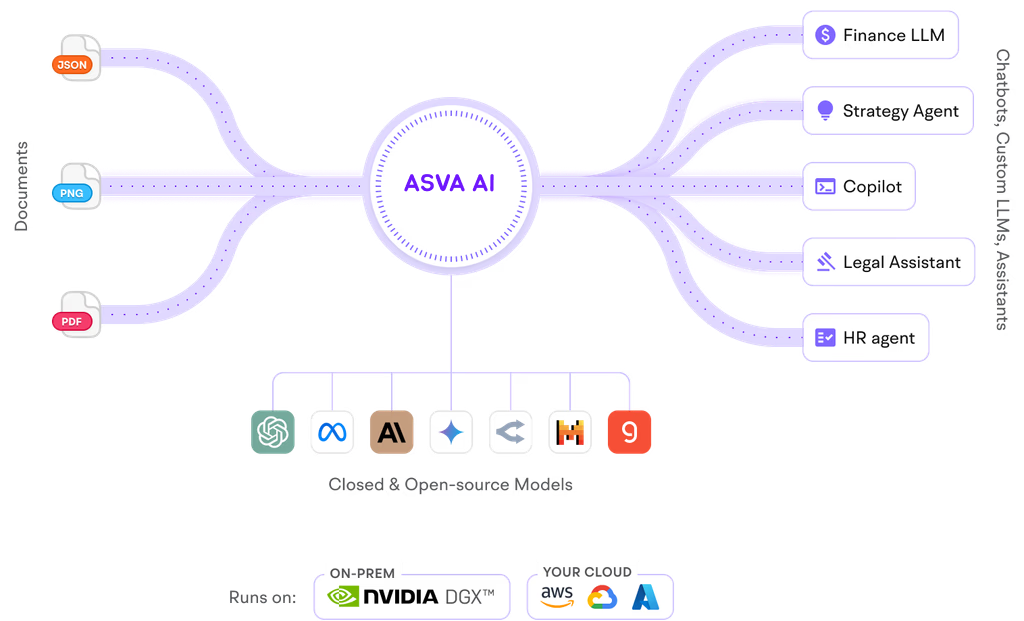 Documents
JSON
PNG
PDF
ASVA AI
Finance LLM
Strategy Agent
Copilot
Legal Assistant
HR agent
Chatbots, Custom LLMs, Assistants
Closed & Open-source Models
Runs on:
ON-PREM
NVIDIA DGX™
YOUR CLOUD
aws